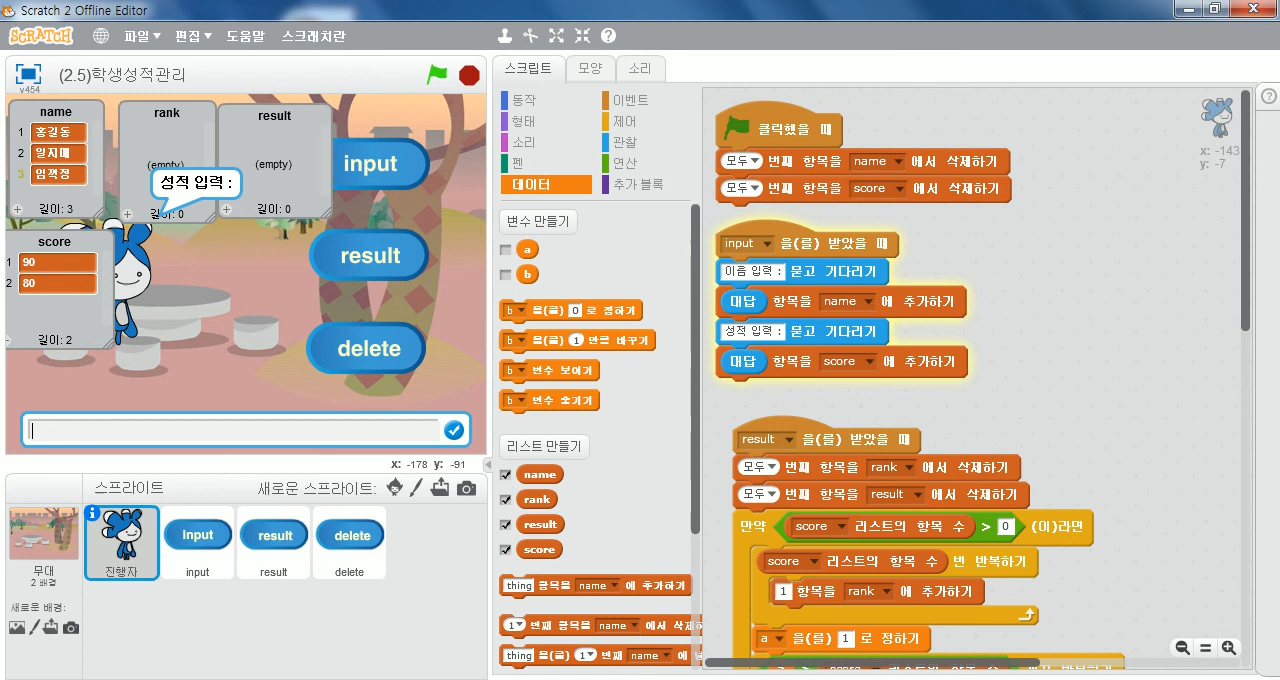 Scratch 2 Offline Editor
SCRATCH 파일 편집 도움말 스크래치란
v454 (2.5)학생성적관리
name
1 홍길동
2 일지매
3 임꺽정
길이: 3
rank
(empty)
길이: 0
result
(empty)
길이: 0
성적 입력 :
score
1 90
2 80
길이: 2
input
result
delete
x: -178 y: -91
스프라이트 새로운 스프라이트:
무대
2 배경
새로운 배경:
진행자
input
input
result
result
delete
delete
스크립트 모양 소리
동작 이벤트
형태 제어
소리 관찰
펜 연산
데이터 추가 블록
변수 만들기
a
b
b 을(를) 0 로 정하기
b 을(를) 1 만큼 바꾸기
b 변수 보이기
b 변수 숨기기
리스트 만들기
name
rank
result
score
thing 항목을 name 에 추가하기
1 번째 항목을 name 에서 삭제하
thing 을(를) 1 번째 name 에
클릭했을 때
모두 번째 항목을 name 에서 삭제하기
모두 번째 항목을 score 에서 삭제하기
input 을(를) 받았을 때
이름 입력 : 묻고 기다리기
대답 항목을 name 에 추가하기
성적 입력 : 묻고 기다리기
대답 항목을 score 에 추가하기
result 을(를) 받았을 때
모두 번째 항목을 rank 에서 삭제하기
모두 번째 항목을 result 에서 삭제하기
만약 score 리스트의 항목 수 > 0 (이)라면
score 리스트의 항목 수 번 반복하기
1 항목을 rank 에 추가하기
a 을(를) 1 로 정하기
x: -143
y: -7